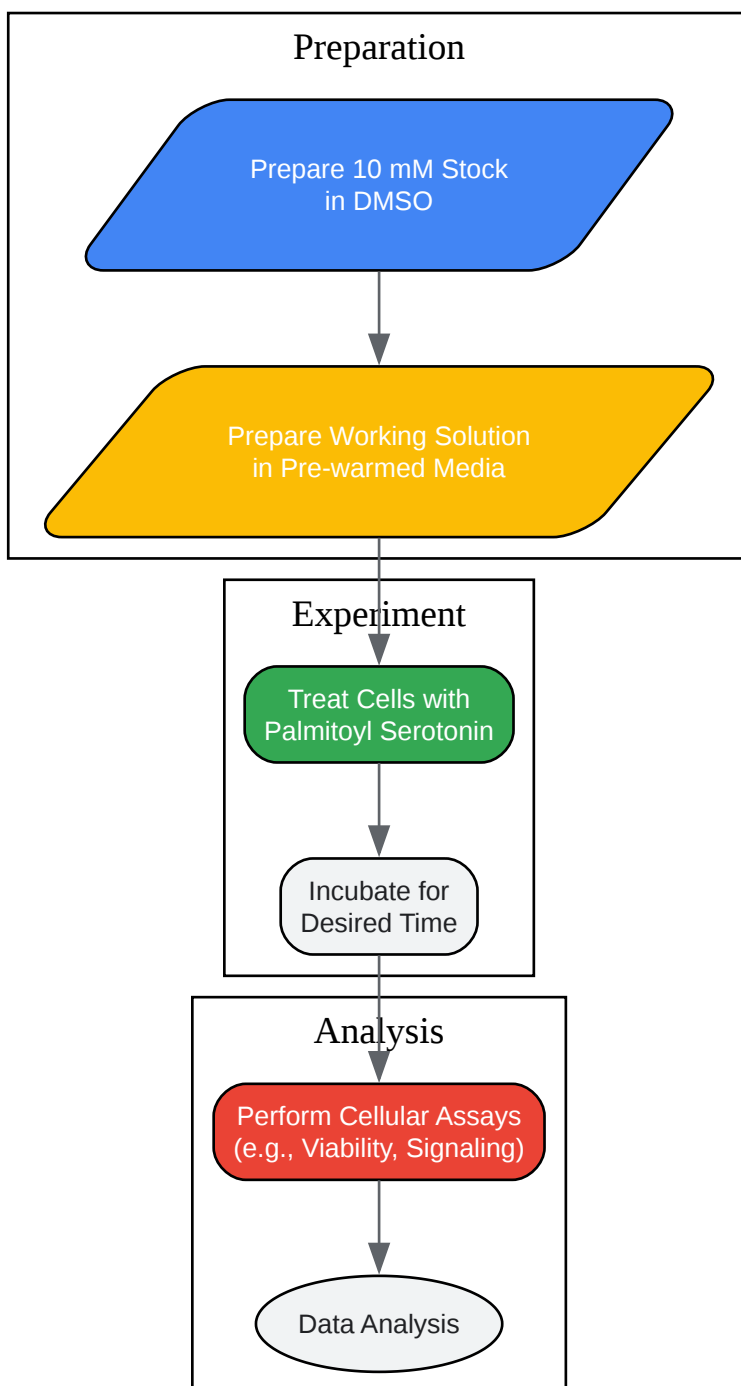 Preparation
Prepare 10 mM Stock
in DMSO
Prepare Working Solution
in Pre-warmed Media
Experiment
Treat Cells with
Palmitoyl Serotonin
Incubate for
Desired Time
Analysis
Perform Cellular Assays
(e.g., Viability, Signaling)
Data Analysis